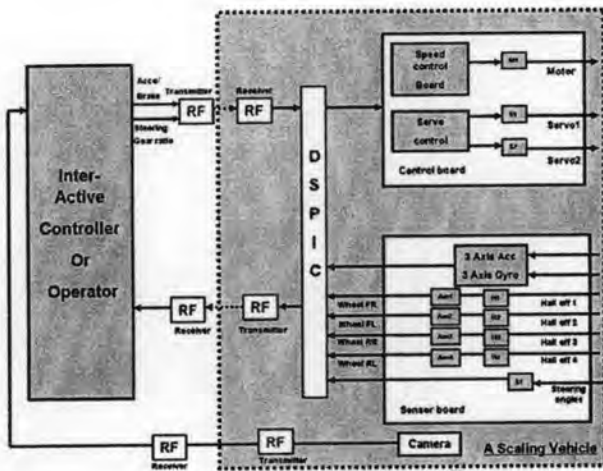 Acce/
Brake
Transmitter
RF
Steering
Gear ratio
Receiver
RF
Inter-
Active
Controller
Or
Operator
RF
Receiver
RF
Transmitter
DSPIC
Speed
control
Board
Motor
Servo
control
Servo1
Servo2
Control board
3 Axis Acc
3 Axis Gyro
Wheel FR
Hall eff 1
Wheel FL
Hall eff 2
Wheel RR
Hall eff 3
Wheel RL
Hall eff 4
Steering
angles
Sensor board
RF
Receiver
RF
Transmitter
Camera
A Scaling Vehicle